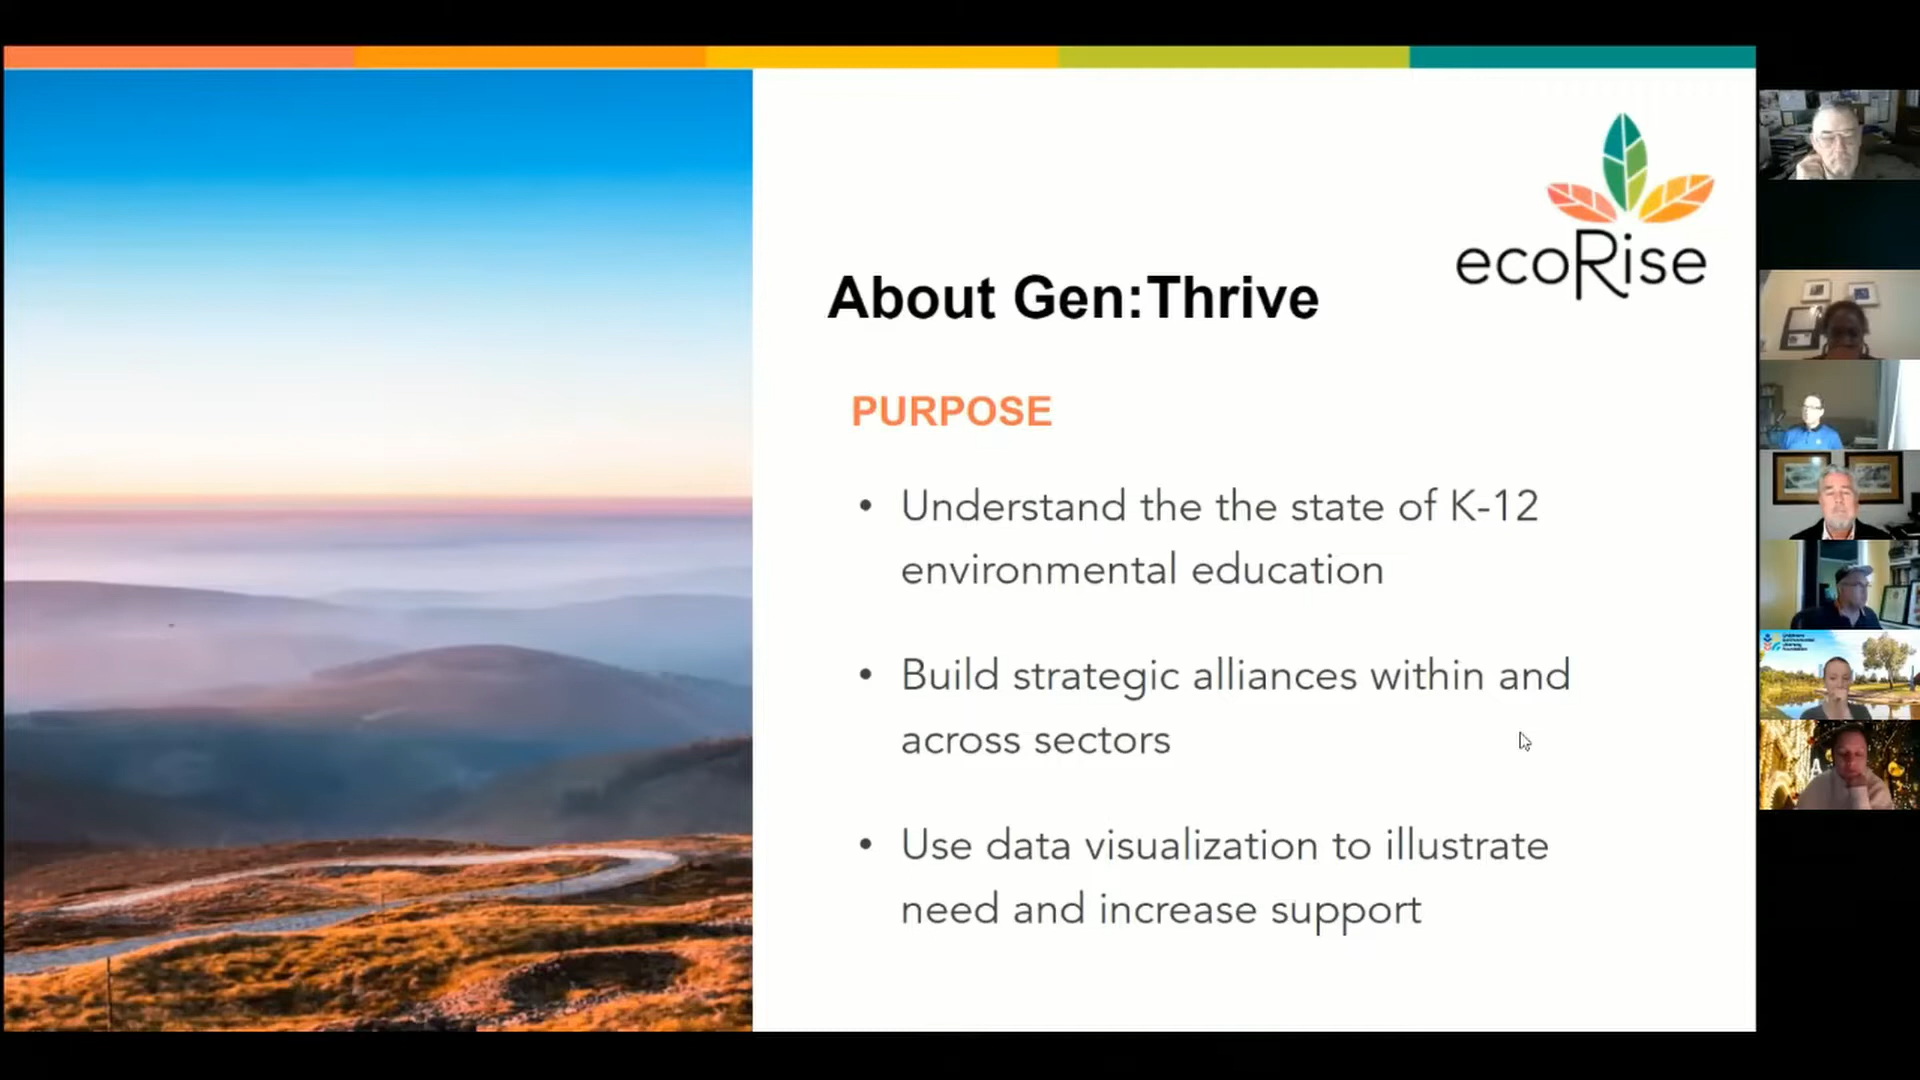 ecoRise
About Gen:Thrive
PURPOSE
• Understand the the state of K-12
environmental education
• Build strategic alliances within and
across sectors
• Use data visualization to illustrate
need and increase support